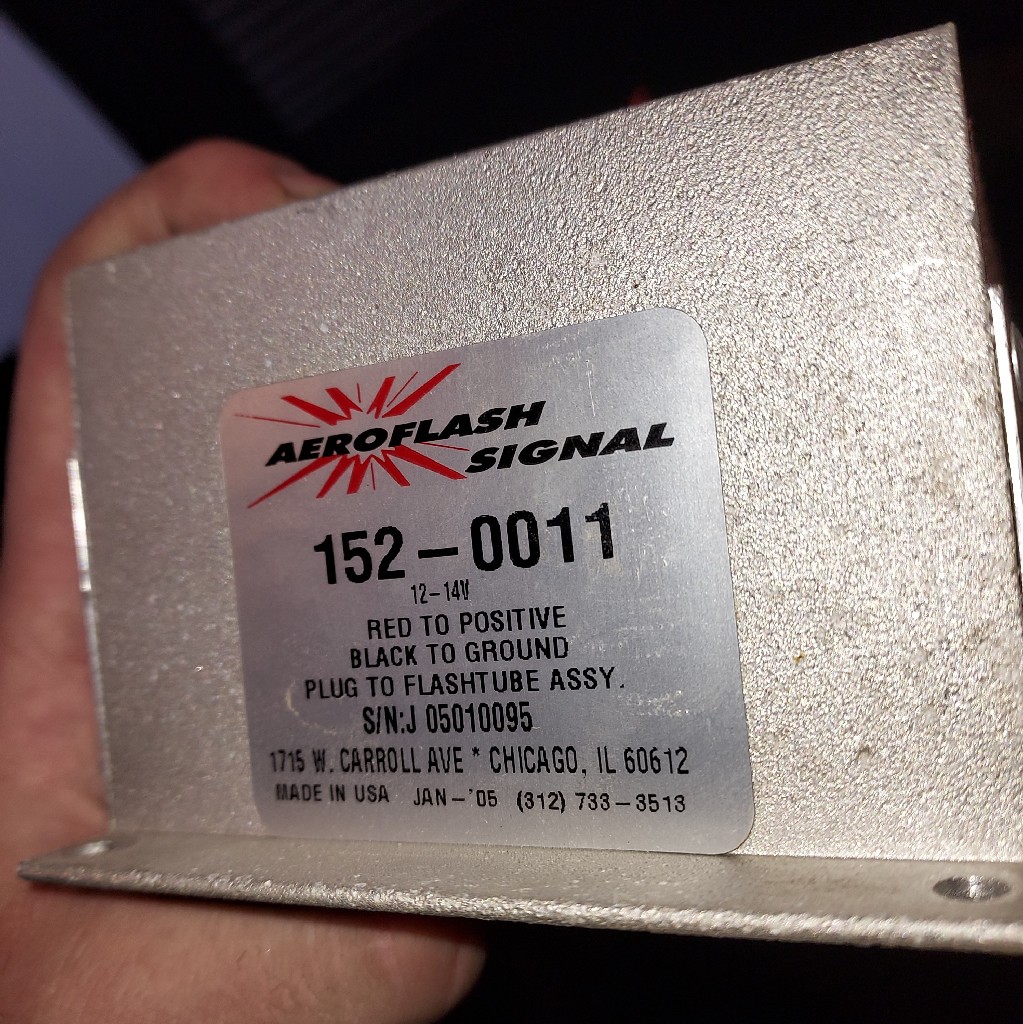 AEROFLASH
SIGNAL
152-0011
12-14V
RED TO POSITIVE
BLACK TO GROUND
PLUG TO FLASHTUBE ASSY.
S/N:J 05010095
1715 W. CARROLL AVE * CHICAGO, IL 60612
MADE IN USA JAN-'05 (312) 733-3513